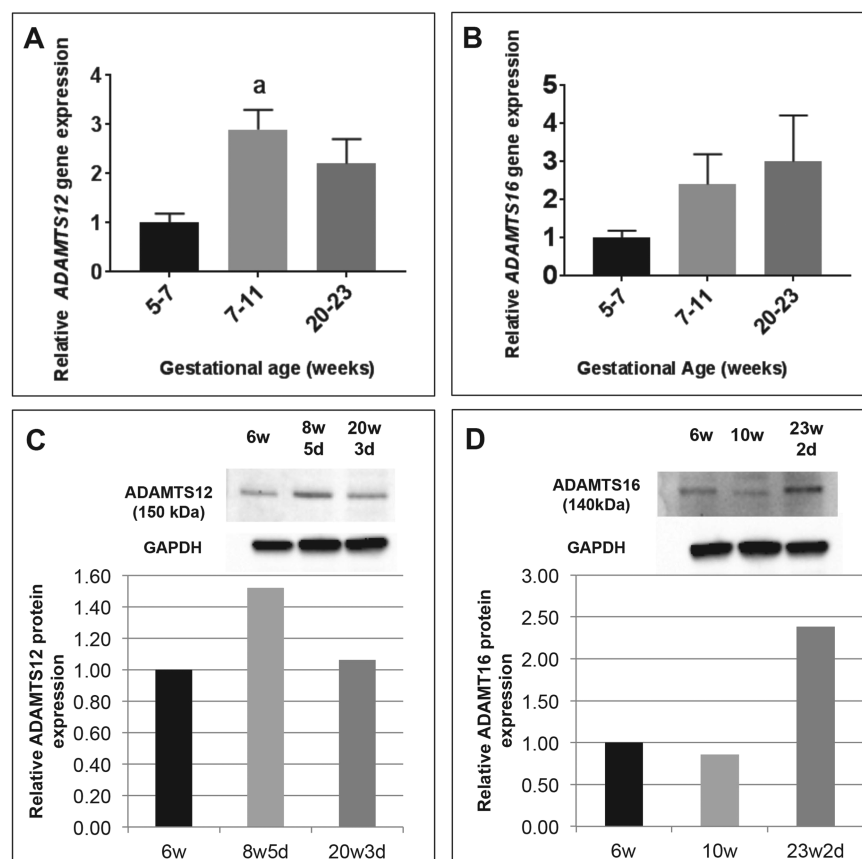 A
Relative ADAMTS12 gene expression
4
3
2
1
0
a
5-7
7-11
20-23
Gestational age (weeks)
B
Relative ADAMTS16 gene expression
5
4
3
2
1
0
5-7
7-11
20-23
Gestational Age (weeks)
C
6w
8w
5d
20w
3d
ADAMTS12
(150 kDa)
GAPDH
Relative ADAMTS12 protein
expression
1.60
1.40
1.20
1.00
0.80
0.60
0.40
0.20
0.00
6w
8w5d
20w3d
D
6w
10w
23w
2d
ADAMTS16
(140kDa)
GAPDH
Relative ADAMT16 protein
expression
3.00
2.50
2.00
1.50
1.00
0.50
0.00
6w
10w
23w2d